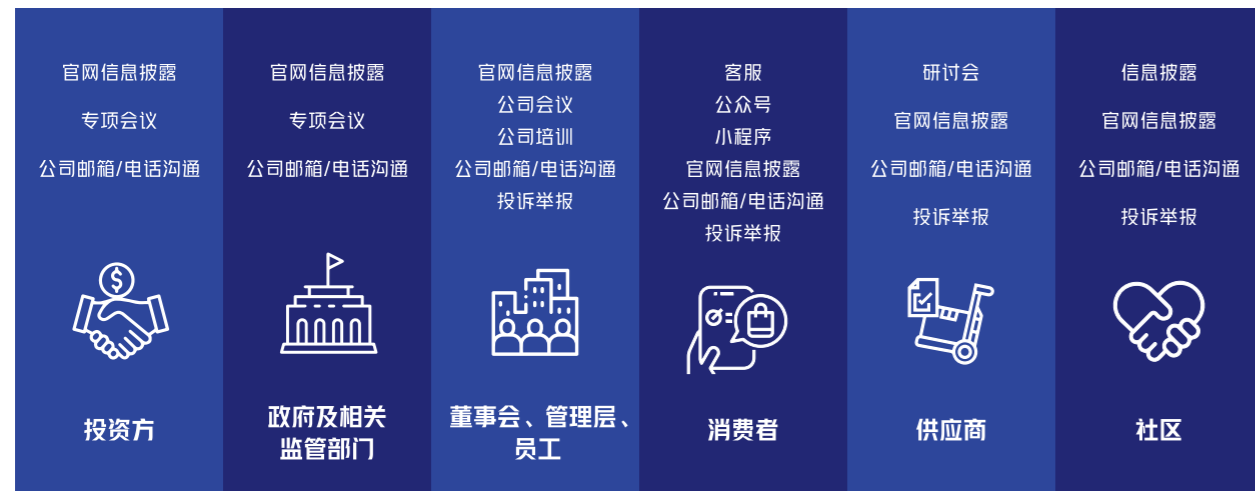 官网信息披露
专项会议
公司邮箱/电话沟通
投资方
官网信息披露
专项会议
公司邮箱/电话沟通
政府及相关
监管部门
官网信息披露
公司会议
公司培训
公司邮箱/电话沟通
投诉举报
董事会、管理层、
员工
客服
公众号
小程序
官网信息披露
公司邮箱/电话沟通
投诉举报
消费者
研讨会
官网信息披露
公司邮箱/电话沟通
投诉举报
供应商
信息披露
官网信息披露
公司邮箱/电话沟通
投诉举报
社区